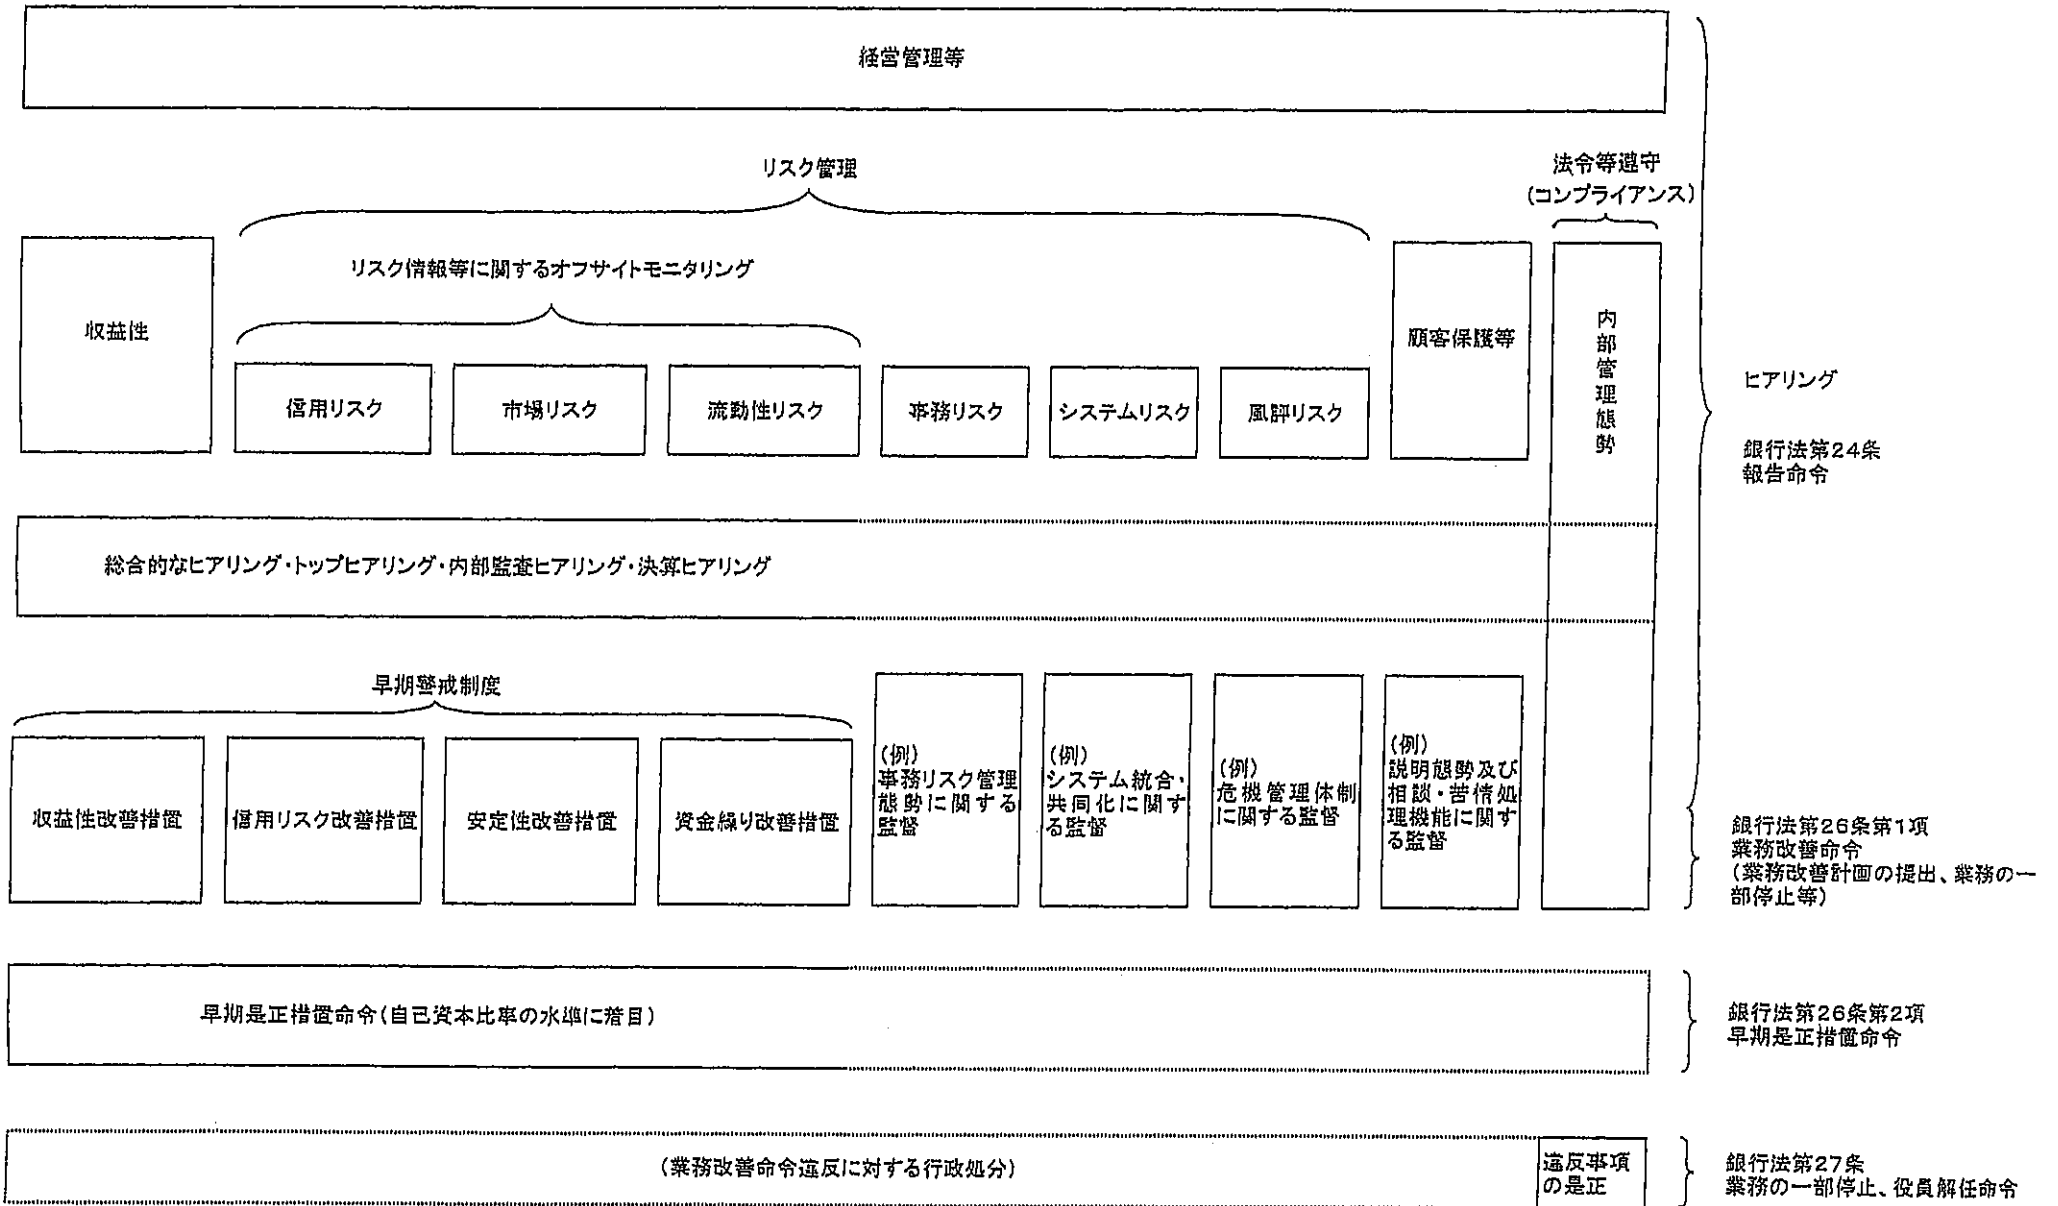 経営管理等
リスク管理
法令等遵守
(コンプライアンス)
リスク情報等に関するオフサイトモニタリング
収益性
信用リスク
市場リスク
流動性リスク
事務リスク
システムリスク
風評リスク
顧客保護等
内部管理態勢
ヒアリング
銀行法第24条
報告命令
総合的なヒアリング・トップヒアリング・内部監査ヒアリング・決算ヒアリング
早期警戒制度
収益性改善措置
信用リスク改善措置
安定性改善措置
資金繰り改善措置
(例)
事務リスク管理
態勢に関する
監督
(例)
システム統合・
共同化に関す
る監督
(例)
危機管理体制
に関する監督
(例)
説明態勢及び
相談・苦情処
理機能に関す
る監督
銀行法第26条第1項
業務改善命令
(業務改善計画の提出、業務の一
部停止等)
早期是正措置命令(自己資本比率の水準に着目)
銀行法第26条第2項
早期是正措置命令
(業務改善命令違反に対する行政処分)
違反事項
の是正
銀行法第27条
業務の一部停止、役員解任命令